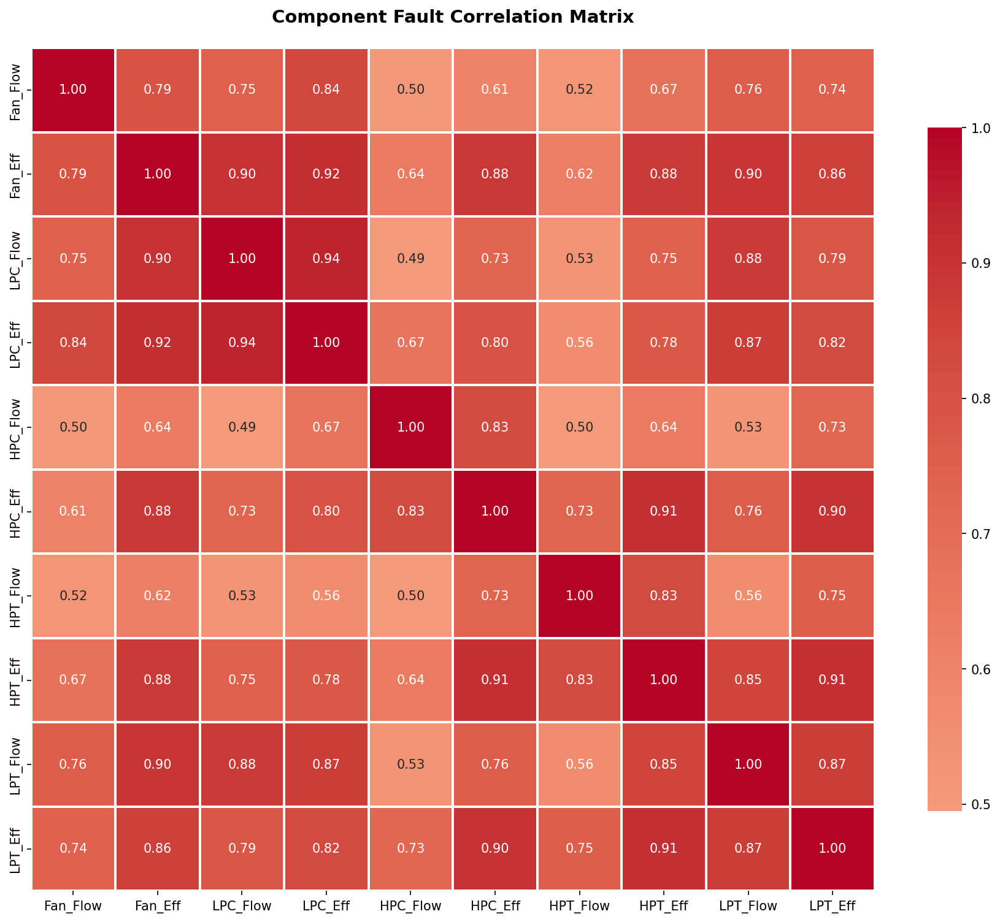 Component Fault Correlation Matrix
Fan_Flow 1.00 0.79 0.75 0.84 0.50 0.61 0.52 0.67 0.76 0.74
Fan_Eff 0.79 1.00 0.90 0.92 0.64 0.88 0.62 0.88 0.90 0.86
LPC_Flow 0.75 0.90 1.00 0.94 0.49 0.73 0.53 0.75 0.88 0.79
LPC_Eff 0.84 0.92 0.94 1.00 0.67 0.80 0.56 0.78 0.87 0.82
HPC_Flow 0.50 0.64 0.49 0.67 1.00 0.83 0.50 0.64 0.53 0.73
HPC_Eff 0.61 0.88 0.73 0.80 0.83 1.00 0.73 0.91 0.76 0.90
HPT_Flow 0.52 0.62 0.53 0.56 0.50 0.73 1.00 0.83 0.56 0.75
HPT_Eff 0.67 0.88 0.75 0.78 0.64 0.91 0.83 1.00 0.85 0.91
LPT_Flow 0.76 0.90 0.88 0.87 0.53 0.76 0.56 0.85 1.00 0.87
LPT_Eff 0.74 0.86 0.79 0.82 0.73 0.90 0.75 0.91 0.87 1.00
Fan_Flow Fan_Eff LPC_Flow LPC_Eff HPC_Flow HPC_Eff HPT_Flow HPT_Eff LPT_Flow LPT_Eff
1.0
0.9
0.8
0.7
0.6
0.5